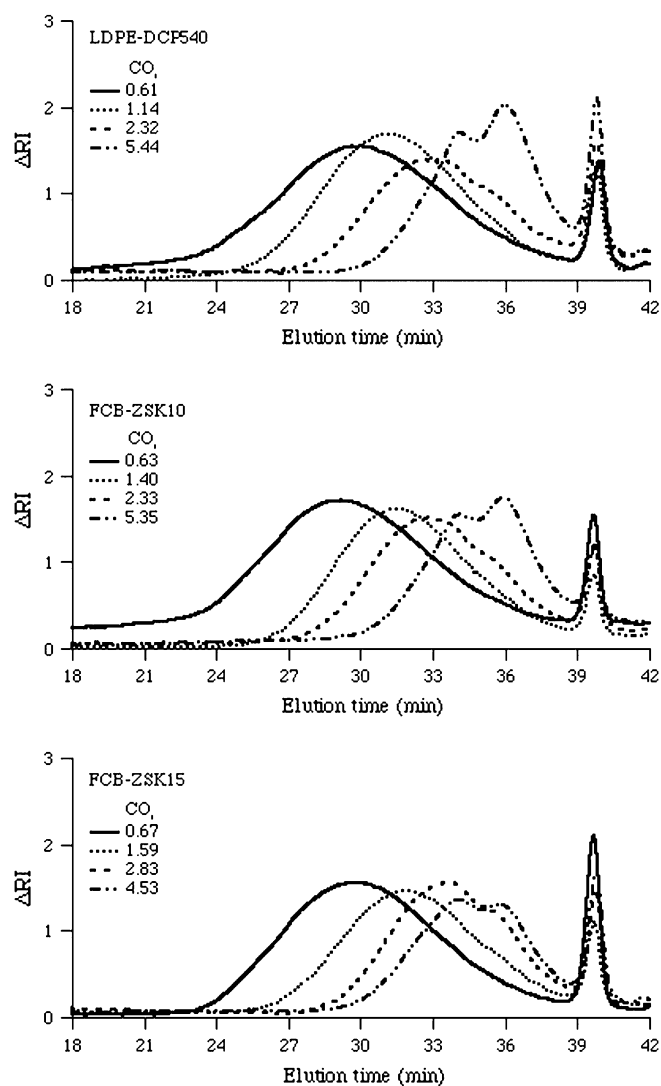 3
LDPE-DCP540
COi
0.61
2
1.14
2.32
5.44
ΔRI
1
0
18 21 24 27 30 33 36 39 42
Elution time (min)
3
FCB-ZSK10
COi
0.63
2
1.40
2.33
5.35
ΔRI
1
0
18 21 24 27 30 33 36 39 42
Elution time (min)
3
FCB-ZSK15
COi
0.67
2
1.59
2.83
4.53
ΔRI
1
0
18 21 24 27 30 33 36 39 42
Elution time (min)